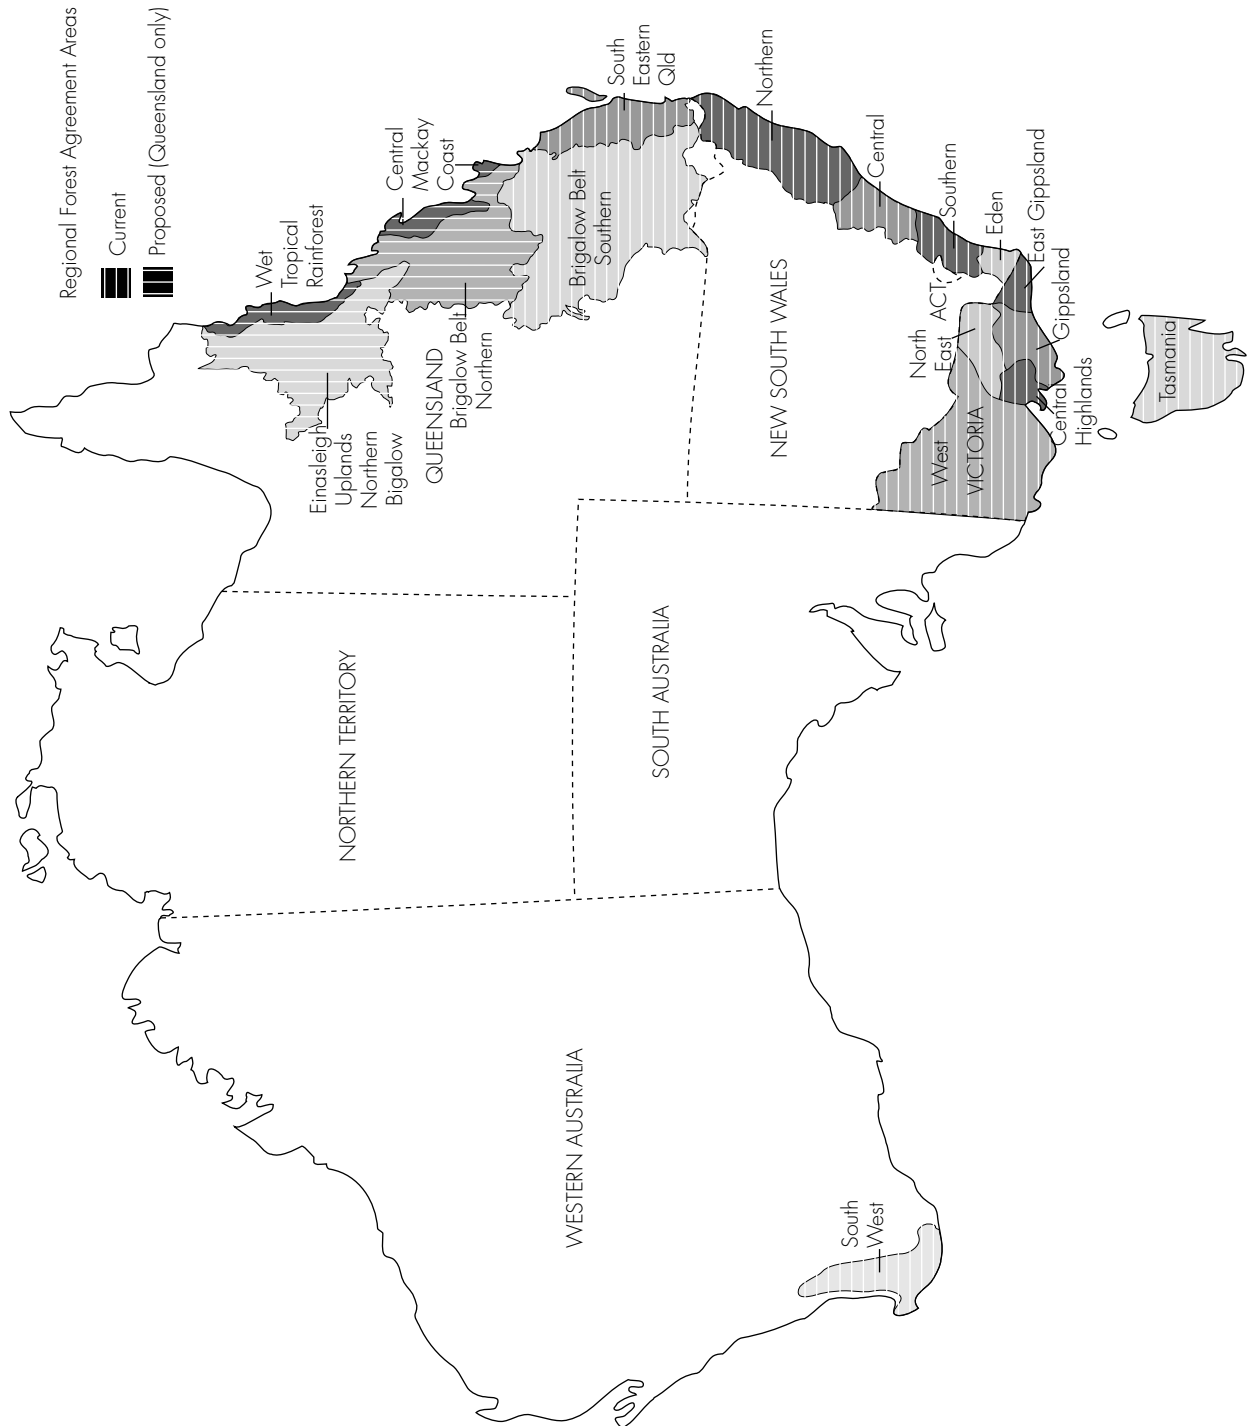 Regional Forest Agreement Areas
Current
Proposed (Queensland only)
Wet
Tropical
Rainforest
Central
Mackay
Coast
South
Eastern
Qld
Einasleigh
Uplands
Northern
Bigalow
QUEENSLAND
Brigalow Belt
Northern
Brigalow Belt
Southern
NORTHERN TERRITORY
WESTERN AUSTRALIA
SOUTH AUSTRALIA
NEW SOUTH WALES
Northern
Central
Southern
ACT
Eden
East Gippsland
Gippsland
North
East
West
VICTORIA
Central
Highlands
Tasmania
South
West